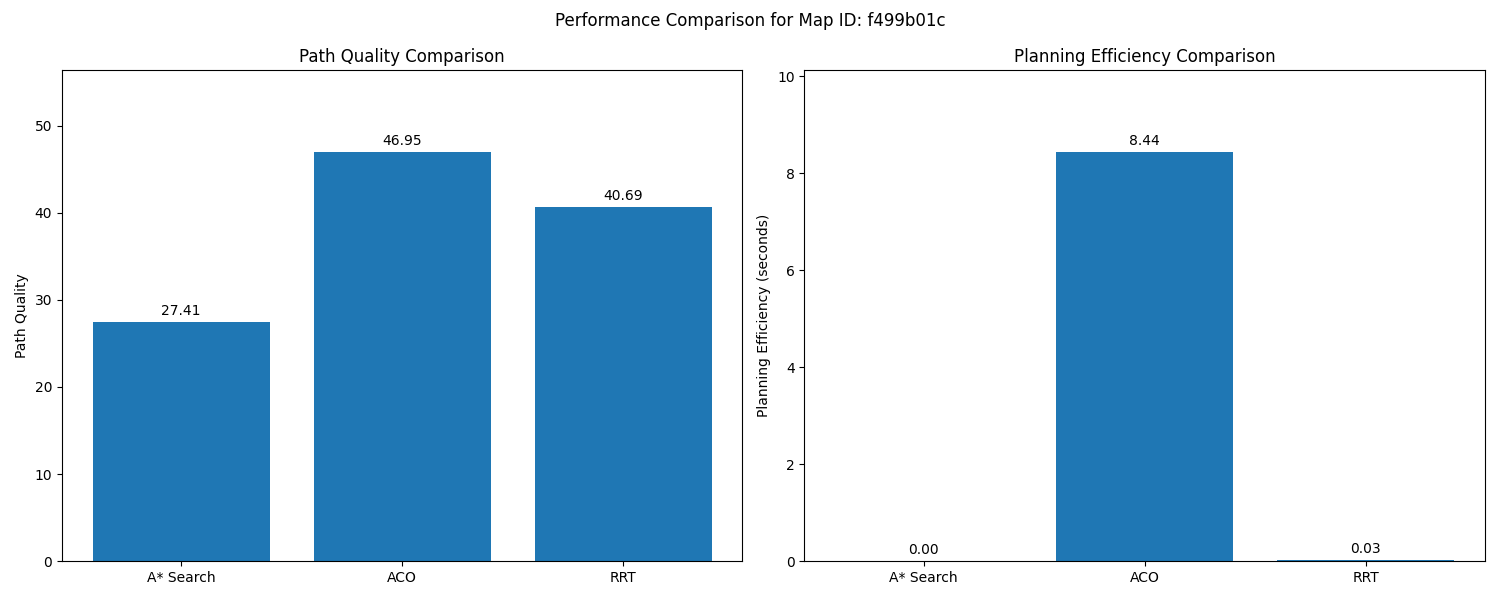 Performance Comparison for Map ID: f499b01c
Path Quality Comparison
Path Quality
50
40
30
20
10
0
27.41
46.95
40.69
A* Search
ACO
RRT
Planning Efficiency Comparison
Planning Efficiency (seconds)
10
8
6
4
2
0
0.00
8.44
0.03
A* Search
ACO
RRT